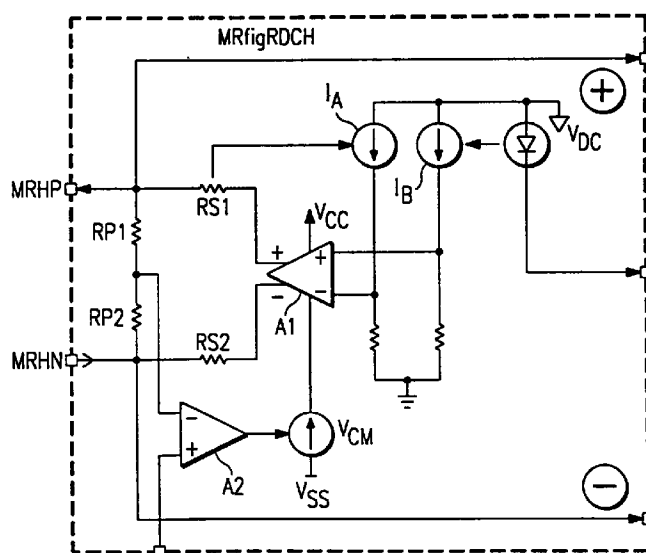 MRfigRDCH
+
I_A
V_DC
I_B
MRHP
RS1
V_CC
RP1
+
+
−
−
A1
RP2
RS2
MRHN
−
+
V_CM
A2
V_SS
−